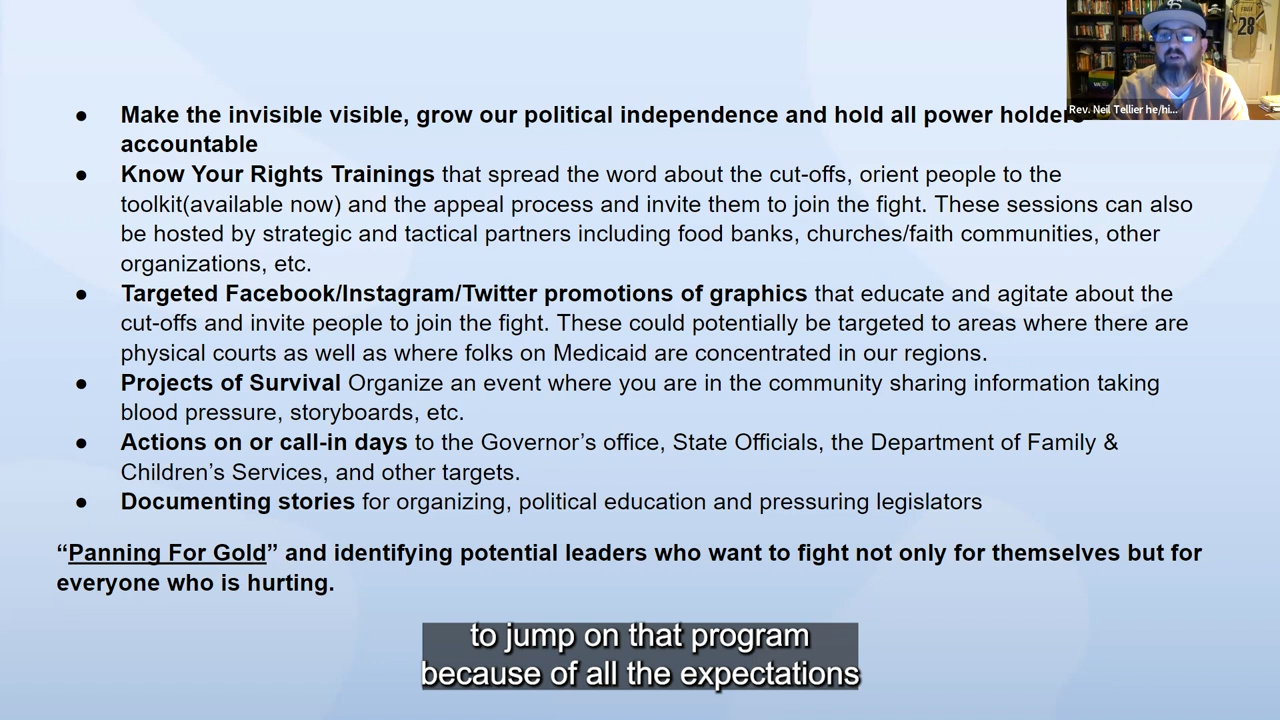 28
Rev. Neil Tellier he/hi...
● Make the invisible visible, grow our political independence and hold all power holders
accountable
● Know Your Rights Trainings that spread the word about the cut-offs, orient people to the
toolkit(available now) and the appeal process and invite them to join the fight. These sessions can also
be hosted by strategic and tactical partners including food banks, churches/faith communities, other
organizations, etc.
● Targeted Facebook/Instagram/Twitter promotions of graphics that educate and agitate about the
cut-offs and invite people to join the fight. These could potentially be targeted to areas where there are
physical courts as well as where folks on Medicaid are concentrated in our regions.
● Projects of Survival Organize an event where you are in the community sharing information taking
blood pressure, storyboards, etc.
● Actions on or call-in days to the Governor’s office, State Officials, the Department of Family &
Children’s Services, and other targets.
● Documenting stories for organizing, political education and pressuring legislators
“Panning For Gold” and identifying potential leaders who want to fight not only for themselves but for
everyone who is hurting.
to jump on that program
because of all the expectations